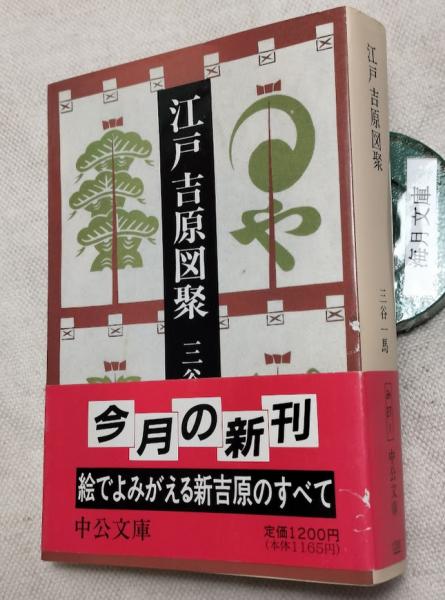 江戸吉原図聚
三谷
や
今月の新刊
絵でよみがえる新吉原のすべて
中公文庫
定価1200円
(本体1165円)
江戸吉原図聚
三谷一馬
中公文庫
海月文庫